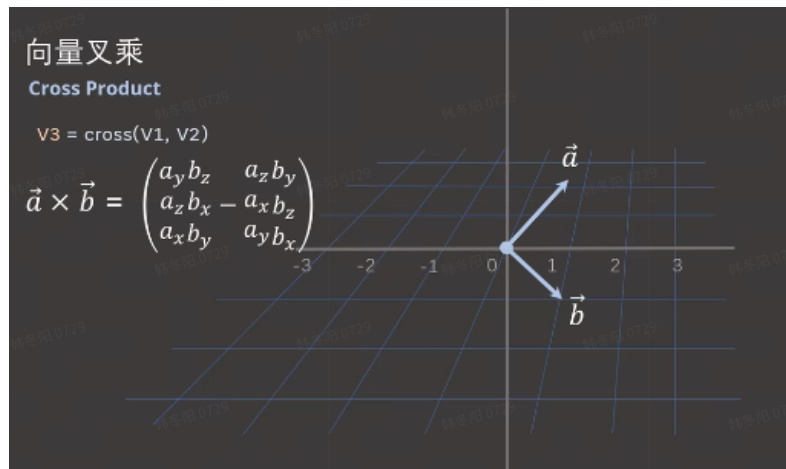 向量叉乘
Cross Product
V3 = cross(V1, V2)
a⃗ × b⃗ = (a_y b_z - a_z b_y
a_z b_x - a_x b_z
a_x b_y - a_y b_x)
a⃗
-3 -2 -1 0 1 2 3
b⃗